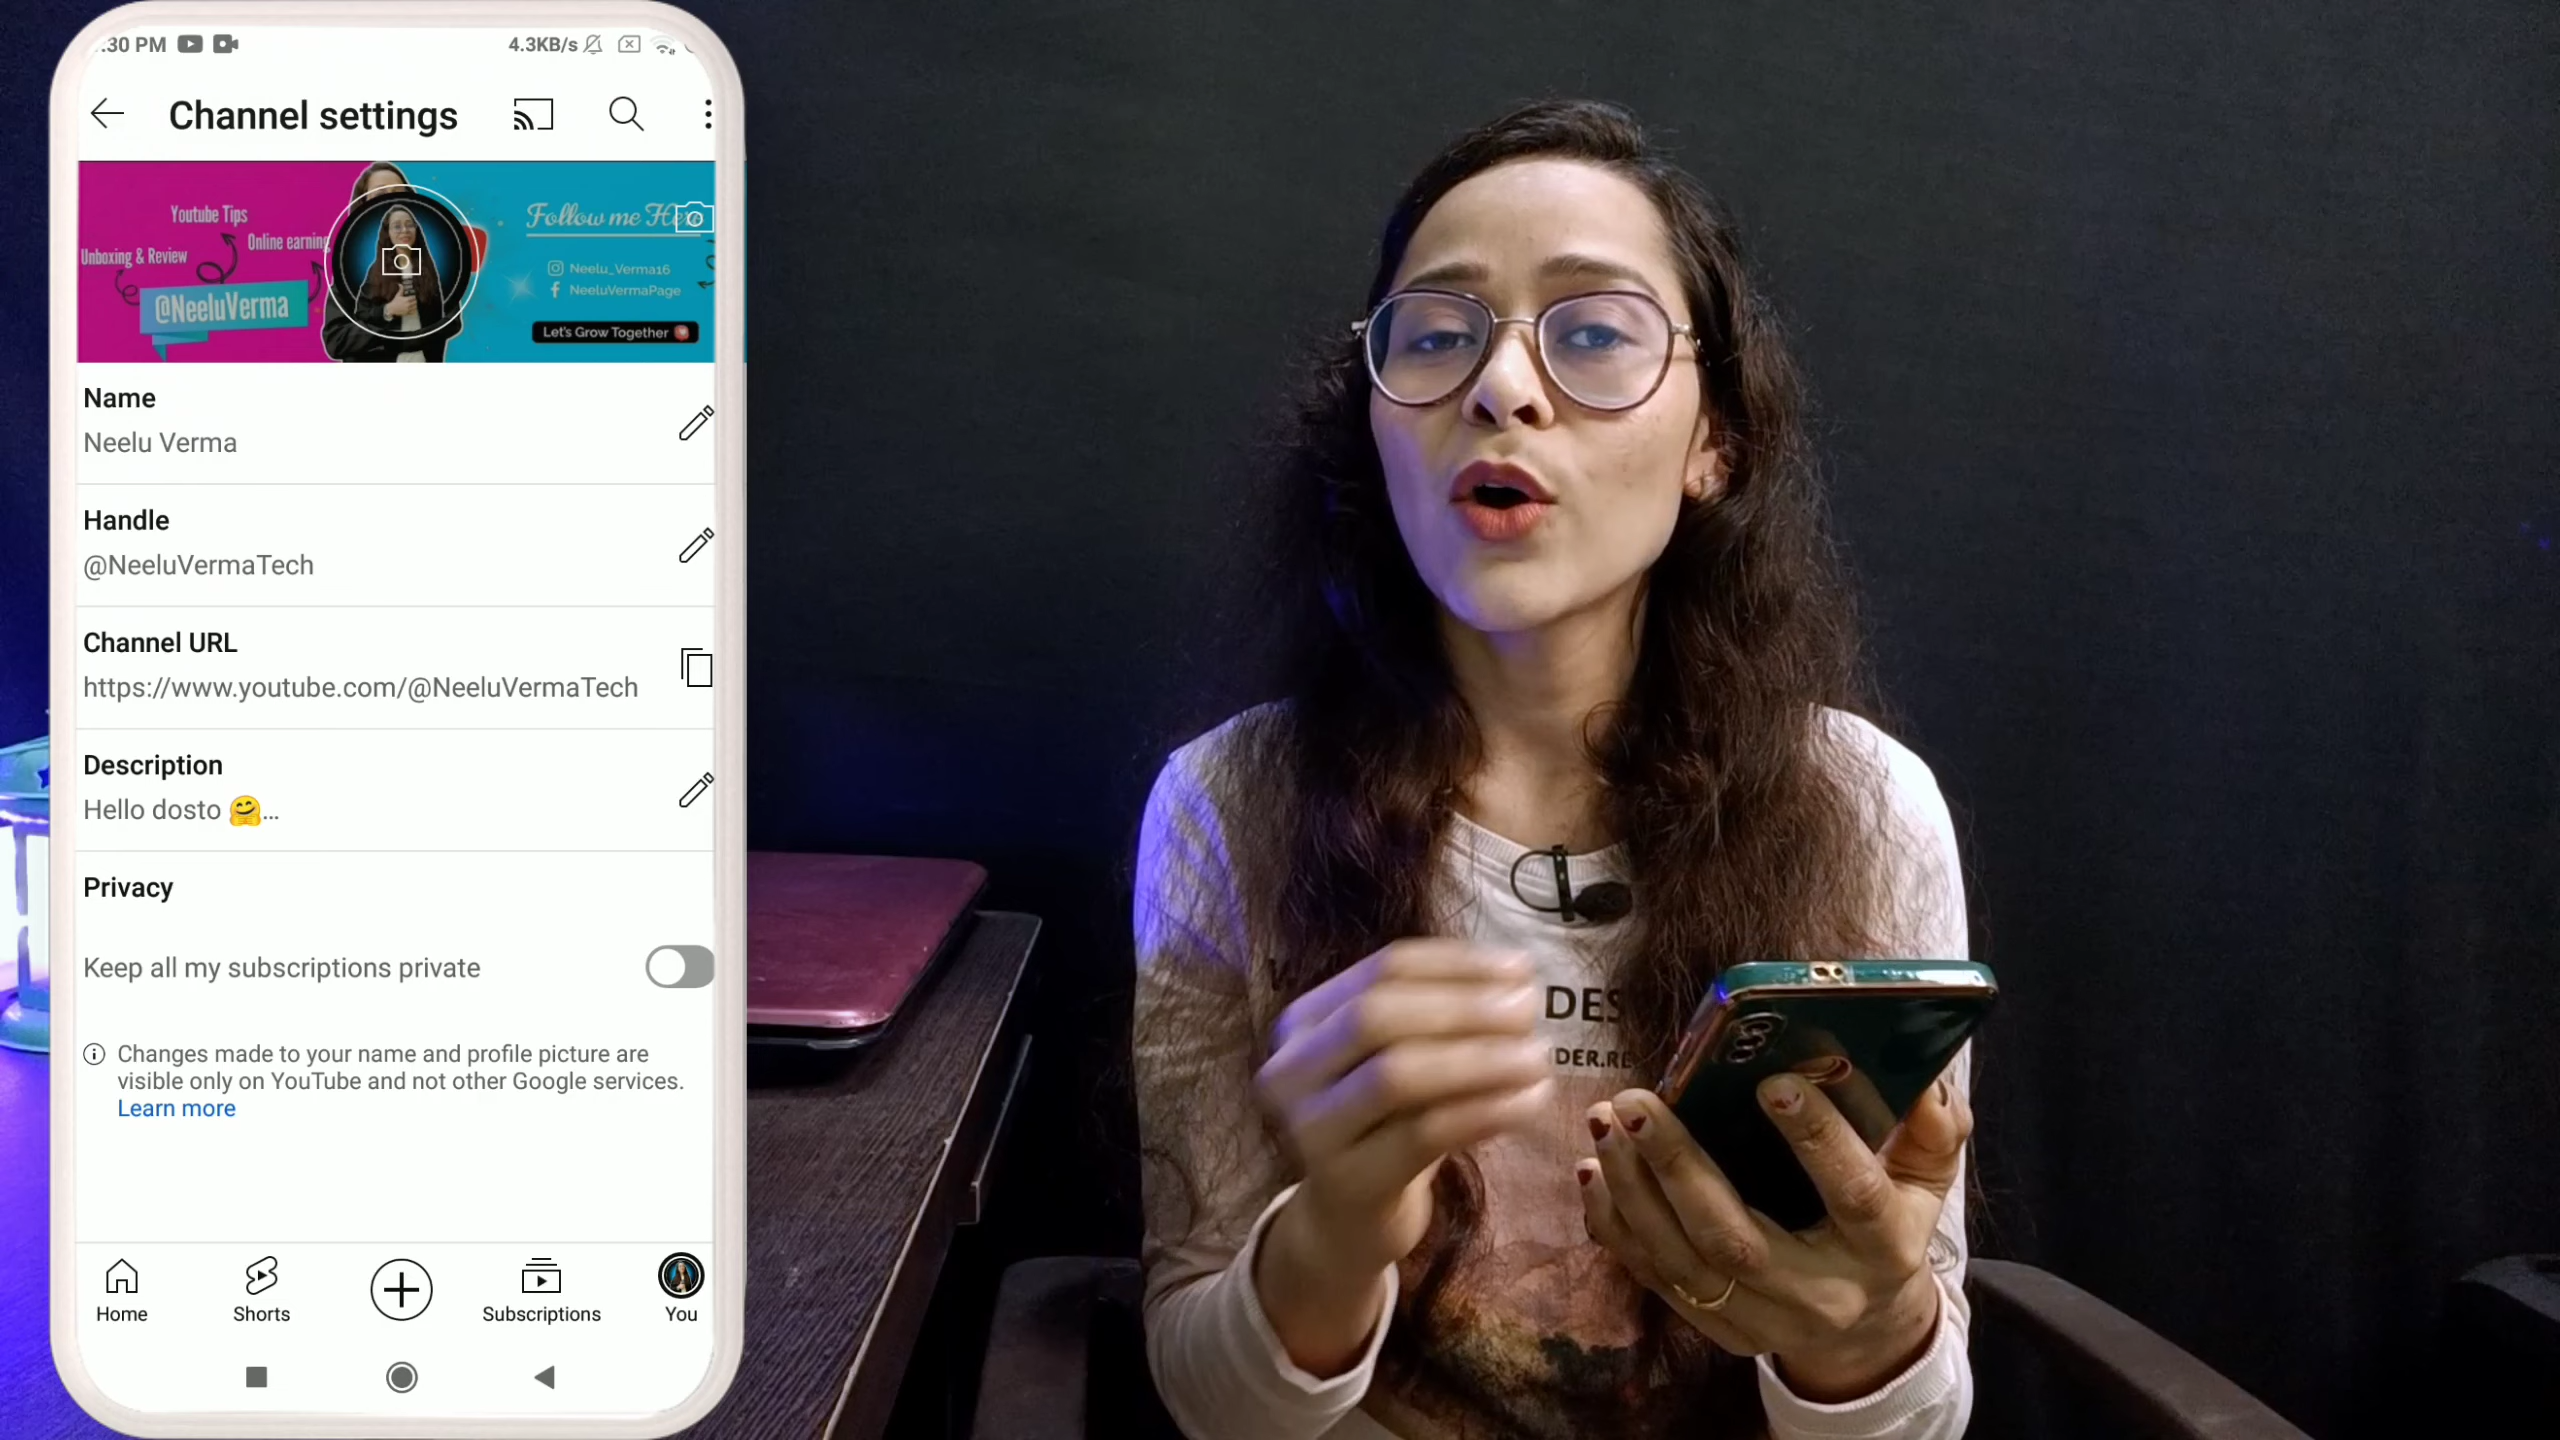 :30 PM 4.3KB/s
Channel settings
Youtube Tips
Online earning
Unboxing & Review
@NeeluVerma
Follow me Here
Neelu_Verma16
NeeluVermaPage
Let's Grow Together
Name
Neelu Verma
Handle
@NeeluVermaTech
Channel URL
https://www.youtube.com/@NeeluVermaTech
Description
Hello dosto 🤗...
Privacy
Keep all my subscriptions private
Changes made to your name and profile picture are
visible only on YouTube and not other Google services.
Learn more
Home Shorts Subscriptions You
DES